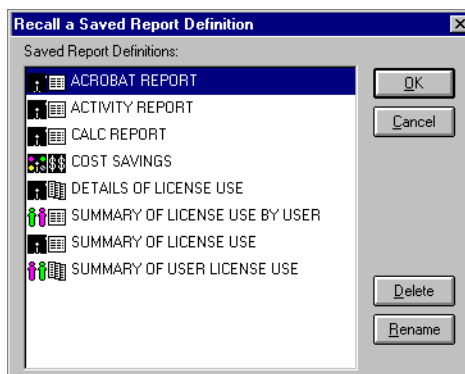 Recall a Saved Report Definition
Saved Report Definitions:
ACROBAT REPORT
ACTIVITY REPORT
CALC REPORT
COST SAVINGS
DETAILS OF LICENSE USE
SUMMARY OF LICENSE USE BY USER
SUMMARY OF LICENSE USE
SUMMARY OF USER LICENSE USE
OK
Cancel
Delete
Rename